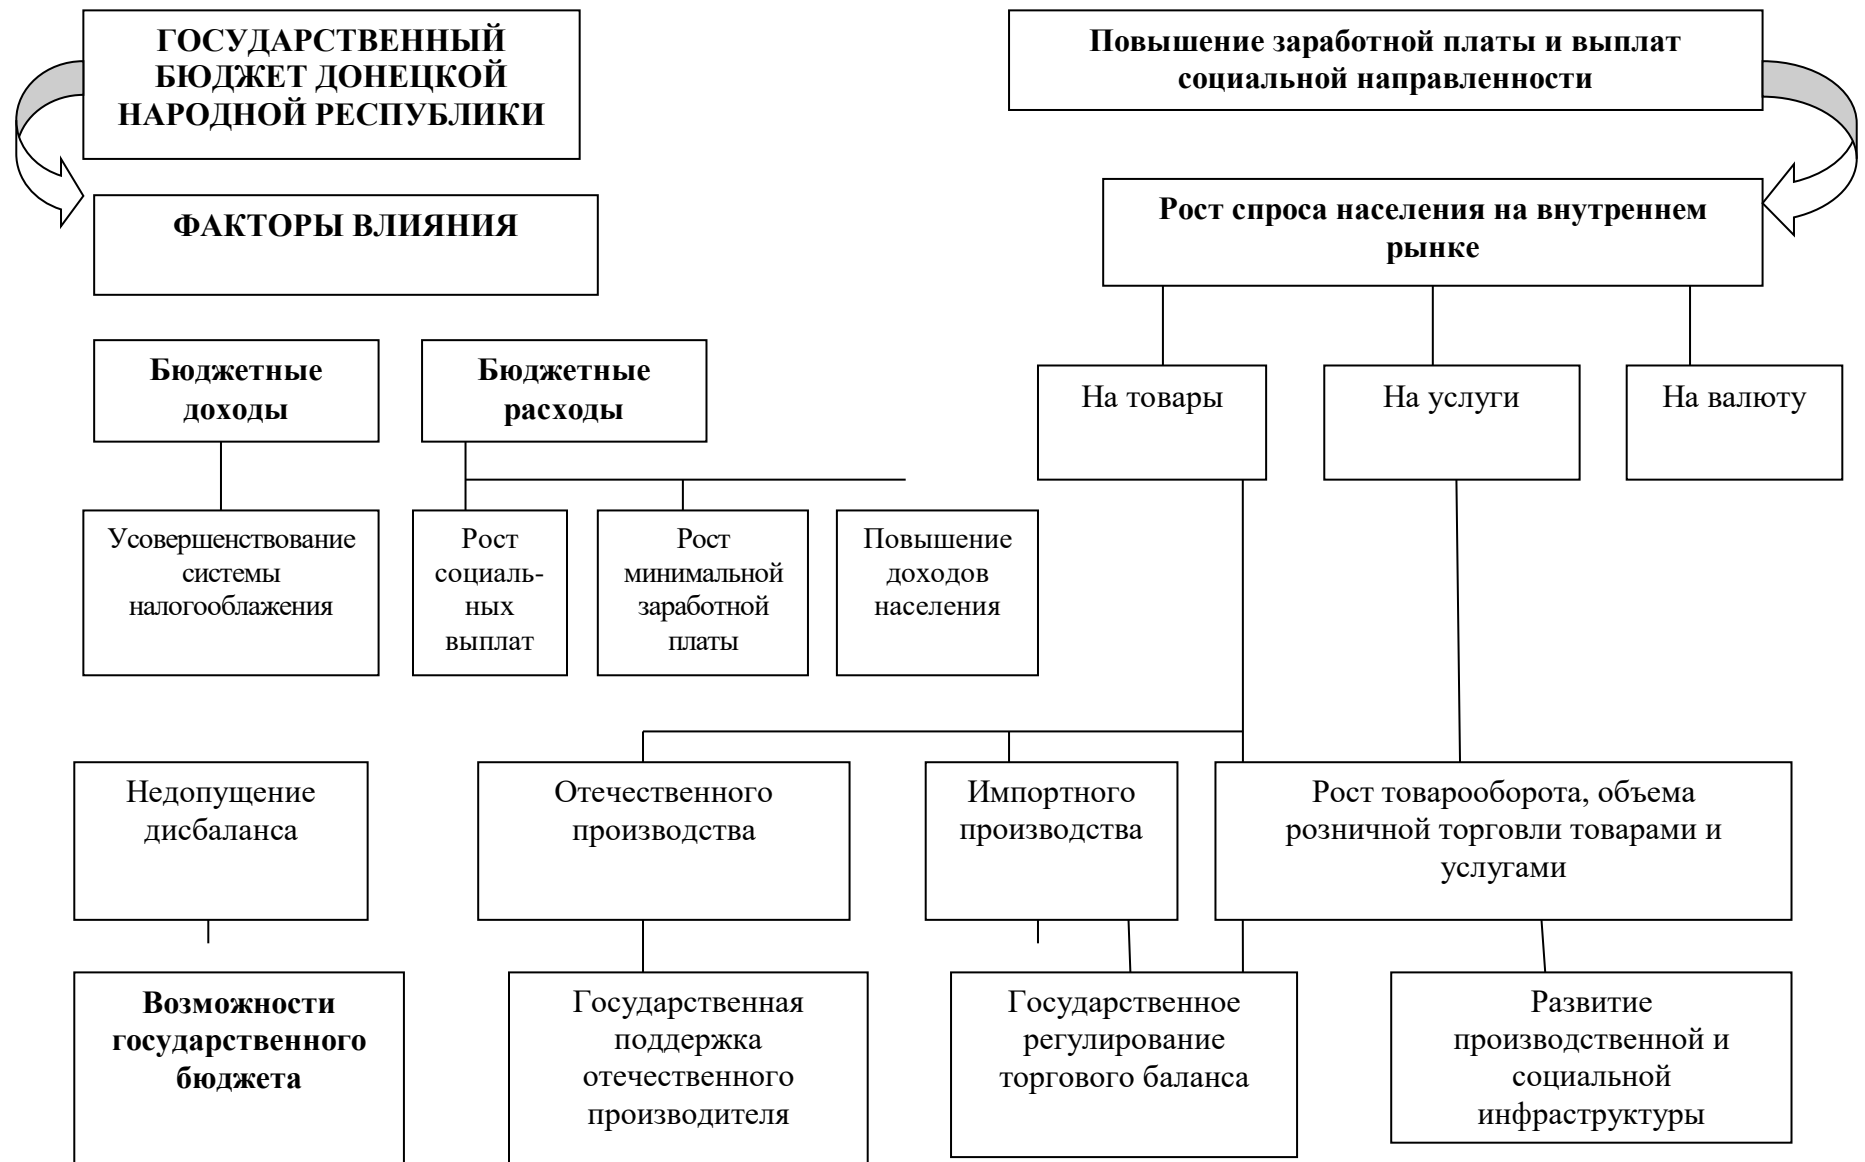 ГОСУДАРСТВЕННЫЙ
БЮДЖЕТ ДОНЕЦКОЙ
НАРОДНОЙ РЕСПУБЛИКИ
Повышение заработной платы и выплат
социальной направленности
ФАКТОРЫ ВЛИЯНИЯ
Рост спроса населения на внутреннем
рынке
Бюджетные
доходы
Бюджетные
расходы
На товары
На услуги
На валюту
Усовершенствование
системы
налогооблажения
Рост
социаль-
ных
выплат
Рост
минимальной
заработной
платы
Повышение
доходов
населения
Недопущение
дисбаланса
Отечественного
производства
Импортного
производства
Рост товарооборота, объема
розничной торговли товарами и
услугами
Возможности
государственного
бюджета
Государственная
поддержка
отечественного
производителя
Государственное
регулирование
торгового баланса
Развитие
производственной и
социальной
инфраструктуры